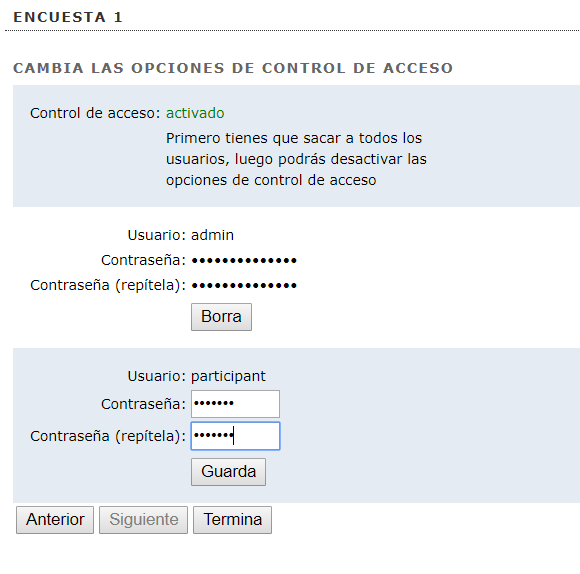 ENCUESTA 1
CAMBIA LAS OPCIONES DE CONTROL DE ACCESO
Control de acceso: activado
Primero tienes que sacar a todos los
usuarios, luego podrás desactivar las
opciones de control de acceso
Usuario: admin
Contraseña: ••••••••••••••
Contraseña (repítela): ••••••••••••••
Borra
Usuario: participant
Contraseña: •••••••
Contraseña (repítela): •••••••
Guarda
Anterior Siguiente Termina